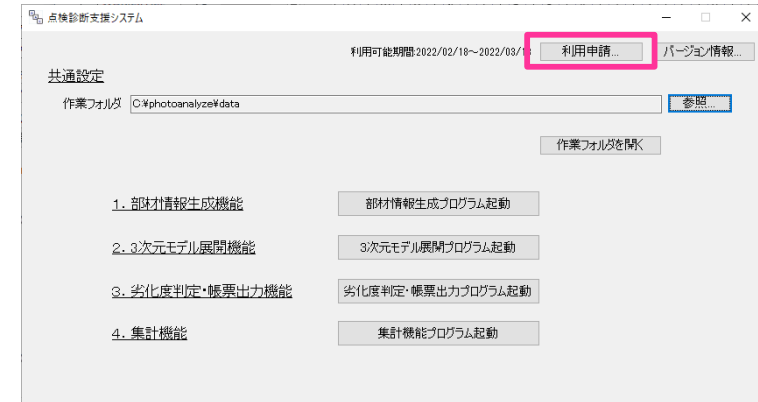 点検診断支援システム
利用可能期間:2022/02/18～2022/03/1 利用申請... バージョン情報...
共通設定
作業フォルダ C:¥photoanalyze¥data 参照...
作業フォルダを開く
1. 部材情報生成機能 部材情報生成プログラム起動
2. 3次元モデル展開機能 3次元モデル展開プログラム起動
3. 劣化度判定・帳票出力機能 劣化度判定・帳票出力プログラム起動
4. 集計機能 集計機能プログラム起動